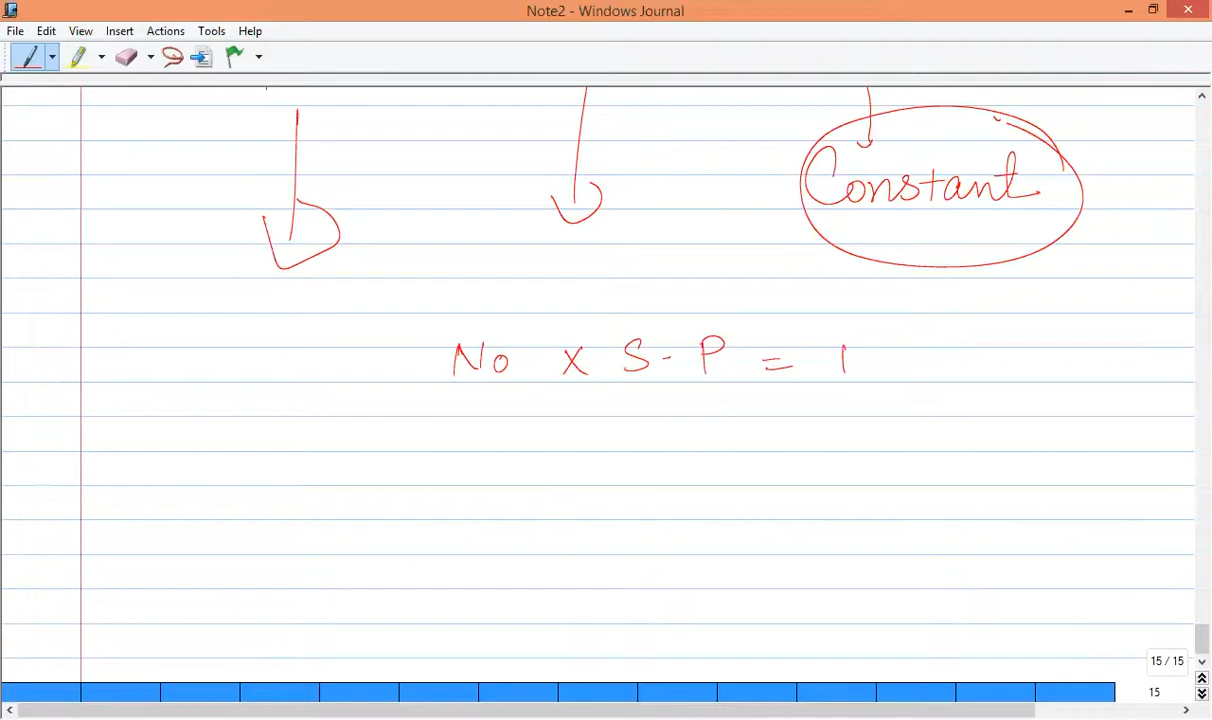 Note2 - Windows Journal
File Edit View Insert Actions Tools Help
Constant
No x S-P = 1
15 / 15
15